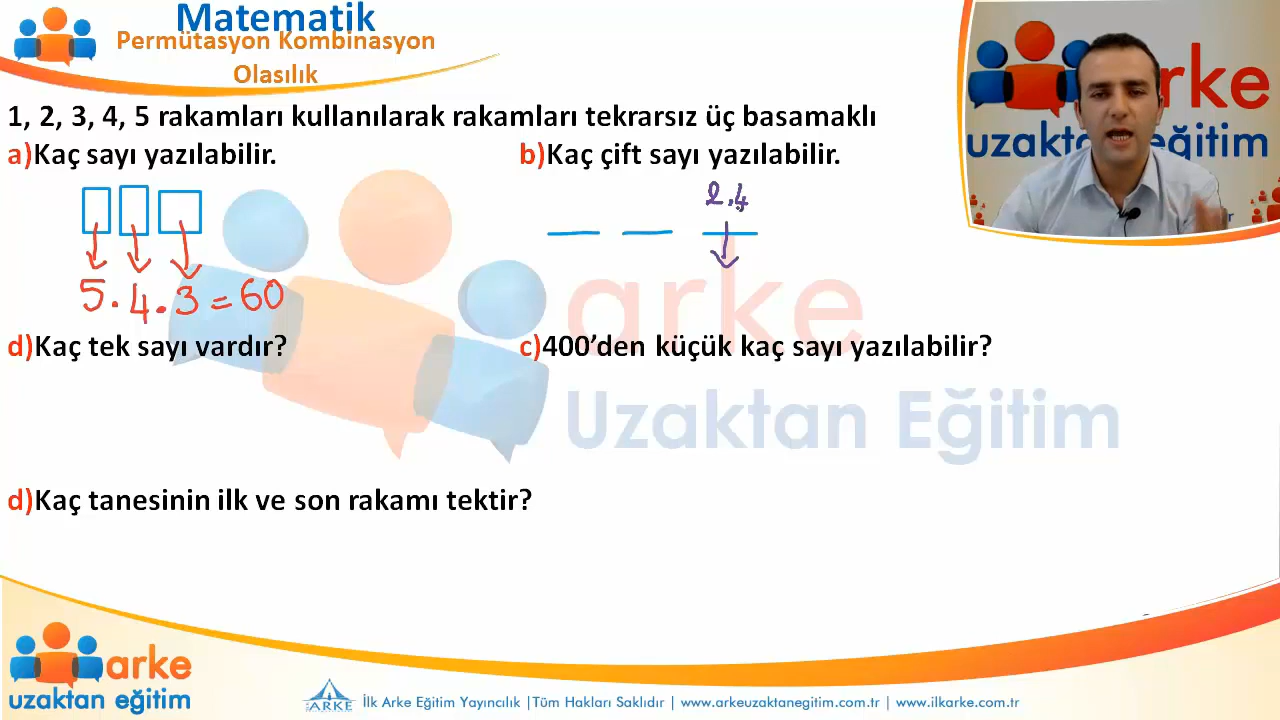 Matematik
Permütasyon Kombinasyon
Olasılık
arke
uzaktan eğitim
1, 2, 3, 4, 5 rakamları kullanılarak rakamları tekrarsız üç basamaklı
a)Kaç sayı yazılabilir.
b)Kaç çift sayı yazılabilir.
2,4
5.4.3=60
d)Kaç tek sayı vardır?
c)400'den küçük kaç sayı yazılabilir?
arke
Uzaktan Eğitim
d)Kaç tanesinin ilk ve son rakamı tektir?
arke
uzaktan eğitim
ARKE
İlk Arke Eğitim Yayıncılık |Tüm Hakları Saklıdır | www.arkeuzaktanegitim.com.tr | www.ilkarke.com.tr